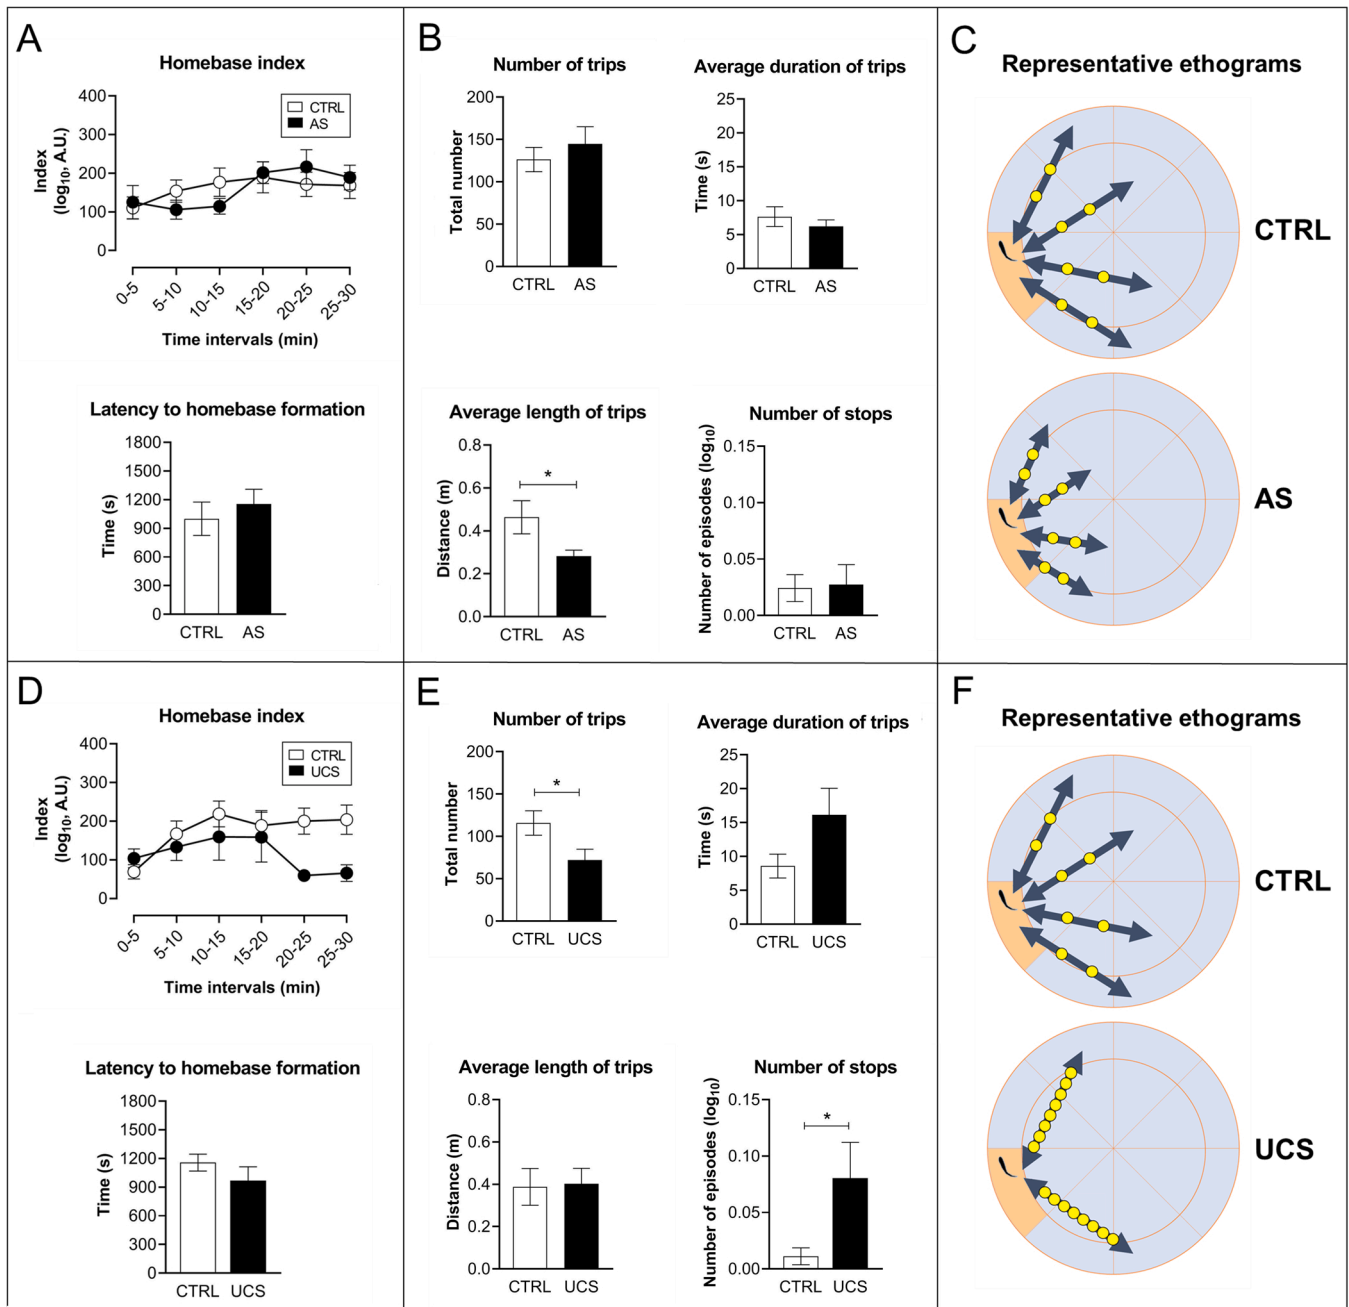 A
Homebase index
Index
(log10, A.U.)
400
300
200
100
0
CTRL
AS
0-5
5-10
10-15
15-20
20-25
25-30
Time intervals (min)
Latency to homebase formation
Time (s)
1800
1500
1200
900
600
300
0
CTRL
AS
B
Number of trips
Total number
200
150
100
50
0
CTRL
AS
Average duration of trips
Time (s)
25
20
15
10
5
0
CTRL
AS
Average length of trips
Distance (m)
0.8
0.6
0.4
0.2
0.0
*
CTRL
AS
Number of stops
Number of episodes (log10)
0.15
0.10
0.05
0.00
CTRL
AS
C
Representative ethograms
CTRL
AS
D
Homebase index
Index
(log10, A.U.)
400
300
200
100
0
CTRL
UCS
0-5
5-10
10-15
15-20
20-25
25-30
Time intervals (min)
Latency to homebase formation
Time (s)
1800
1500
1200
900
600
300
0
CTRL
UCS
E
Number of trips
Total number
200
150
100
50
0
*
CTRL
UCS
Average duration of trips
Time (s)
25
20
15
10
5
0
CTRL
UCS
Average length of trips
Distance (m)
0.8
0.6
0.4
0.2
0.0
CTRL
UCS
Number of stops
Number of episodes (log10)
0.15
0.10
0.05
0.00
*
CTRL
UCS
F
Representative ethograms
CTRL
UCS